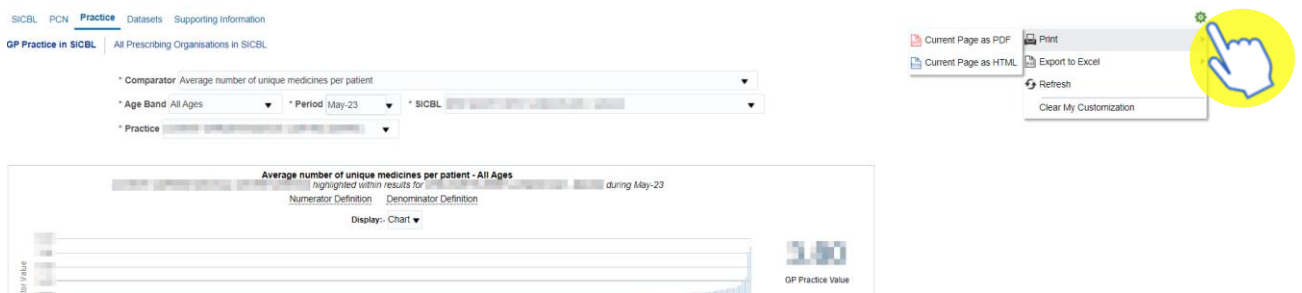 SICBL PCN Practice Datasets Supporting Information
GP Practice in SICBL All Prescribing Organisations in SICBL
* Comparator Average number of unique medicines per patient
* Age Band All Ages * Period May-23 * SICBL
* Practice
Current Page as PDF
Current Page as HTML
Print
Export to Excel
Refresh
Clear My Customization
Average number of unique medicines per patient - All Ages
highlighted within results for during May-23
Numerator Definition Denominator Definition
Display:- Chart
GP Practice Value